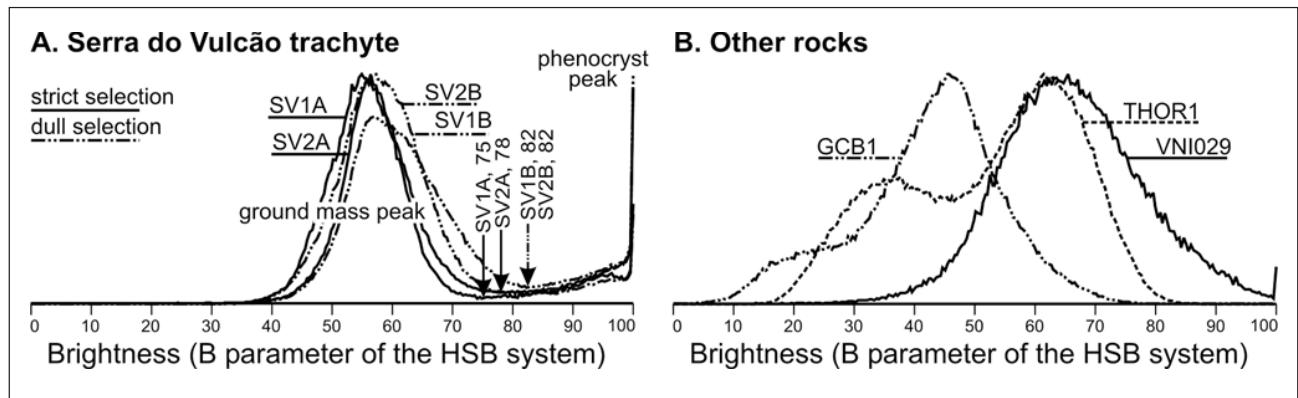 A. Serra do Vulcão trachyte
phenocryst
peak
strict selection
dull selection
SV1A
SV2A
SV2B
SV1B
ground mass peak
SV1A, 75
SV2A, 78
SV1B, 82
SV2B, 82
0 10 20 30 40 50 60 70 80 90 100
Brightness (B parameter of the HSB system)
B. Other rocks
GCB1
THOR1
VNI029
0 10 20 30 40 50 60 70 80 90 100
Brightness (B parameter of the HSB system)